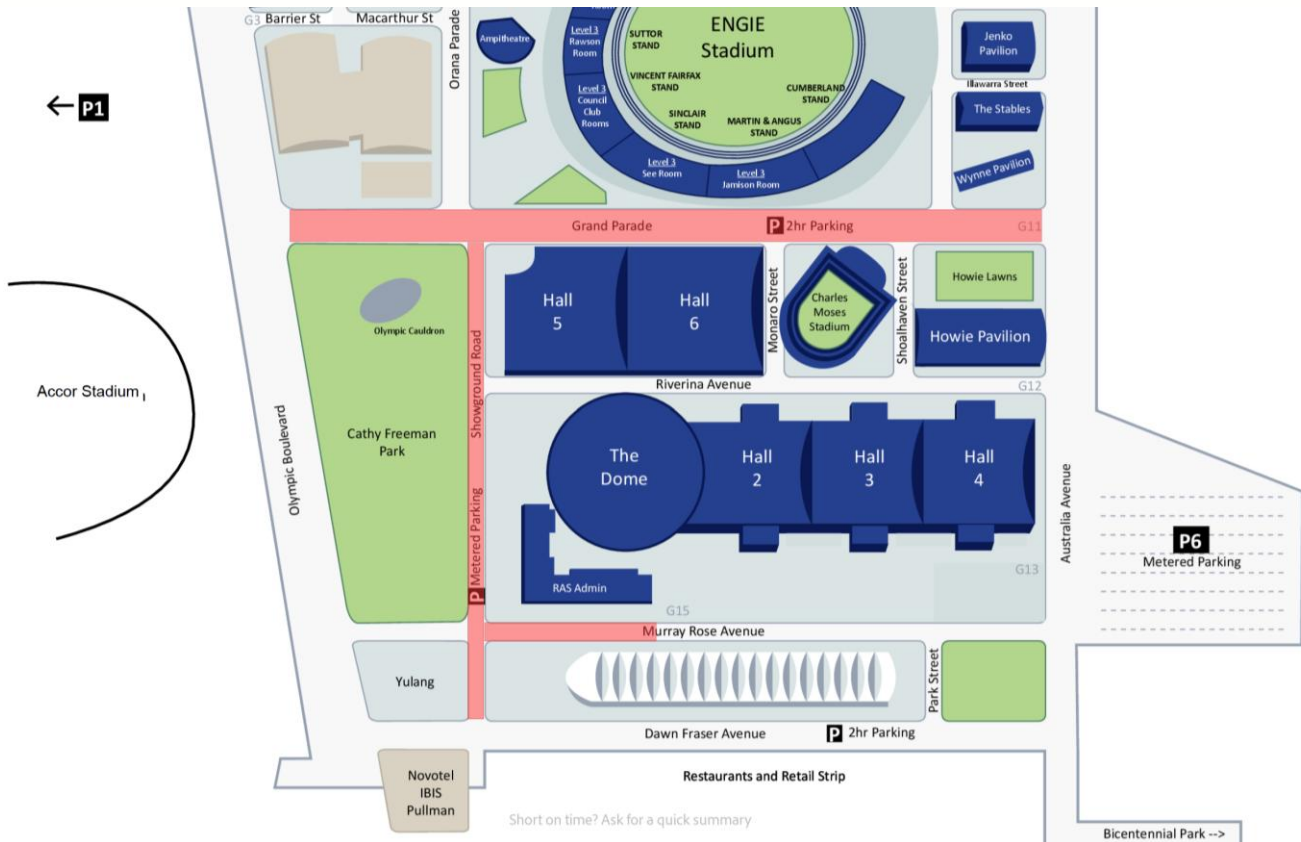 G3 Barrier St
Macarthur St
Orana Parade
Ampitheatre
Level 3
Rawson
Room
Level 3
Council
Club
Rooms
Level 3
See Room
Level 3
Jamison Room
ENGIE
Stadium
SUTTOR
STAND
VINCENT FAIRFAX
STAND
SINCLAIR
STAND
MARTIN & ANGUS
STAND
CUMBERLAND
STAND
Jenko
Pavilion
Illawarra Street
The Stables
Wynne Pavilion
← P1
Grand Parade
P 2hr Parking
G11
Olympic Cauldron
Showground Road
Hall
5
Hall
6
Monaro Street
Charles
Moses
Stadium
Shoalhaven Street
Howie Lawns
Howie Pavilion
Riverina Avenue
G12
Accor Stadium
Olympic Boulevard
Cathy Freeman
Park
P Metered Parking
The
Dome
Hall
2
Hall
3
Hall
4
Australia Avenue
P6
Metered Parking
RAS Admin
G13
G15
Murray Rose Avenue
Yulang
Park Street
Dawn Fraser Avenue
P 2hr Parking
Novotel
IBIS
Pullman
Restaurants and Retail Strip
Short on time? Ask for a quick summary
Bicentennial Park -->